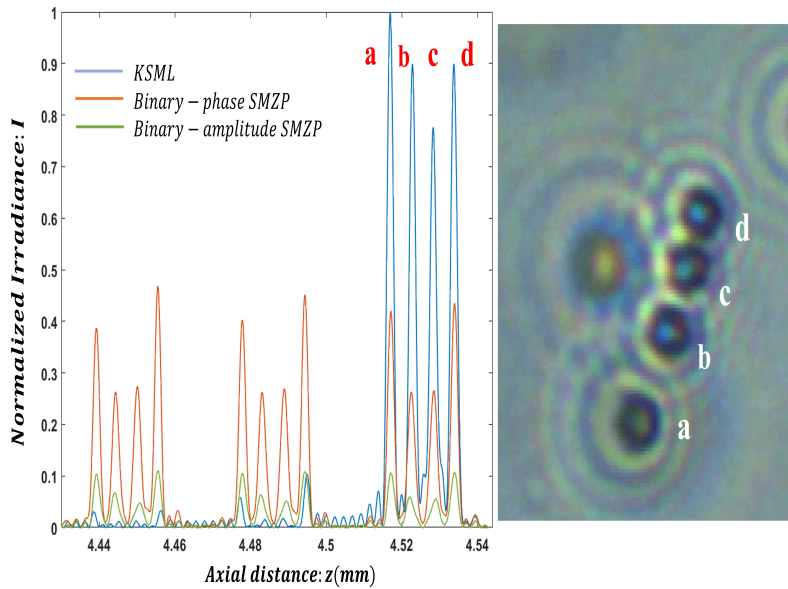 1
0.9
0.8
0.7
0.6
0.5
0.4
0.3
0.2
0.1
0
Normalized Irradiance: I
KSML
Binary − phase SMZP
Binary − amplitude SMZP
a b c d
4.44 4.46 4.48 4.5 4.52 4.54
Axial distance: z(mm)
d
c
b
a